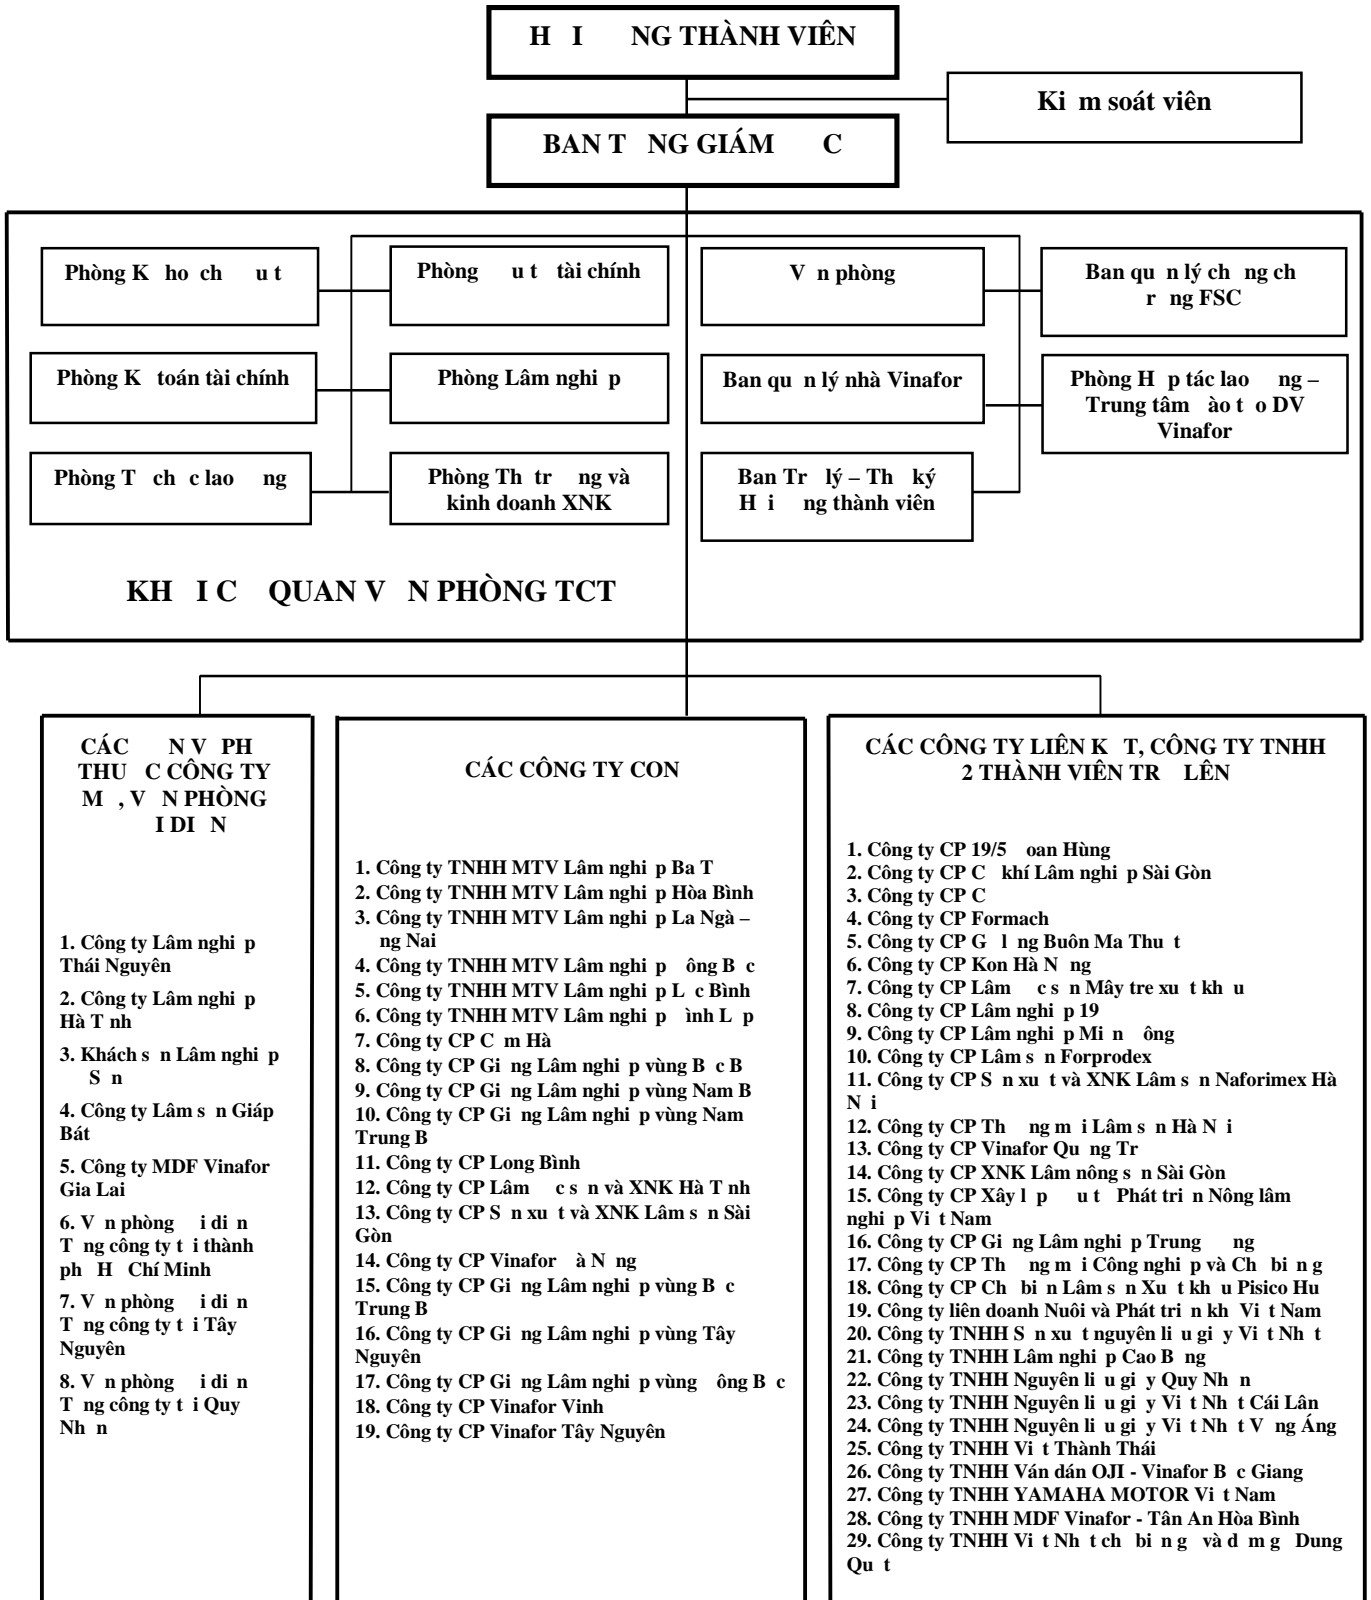 H I NG THÀNH VIÊN
Ki m soát viên
BAN T NG GIÁM C
Phòng K ho ch u t
Phòng u t tài chính
V n phòng
Ban qu n lý ch ng ch
r ng FSC
Phòng K toán tài chính
Phòng Lâm nghi p
Ban qu n lý nhà Vinafor
Phòng H p tác lao ng –
Trung tâm ào t o DV
Vinafor
Phòng T ch c lao ng
Phòng Th tr ng và
kinh doanh XNK
Ban Tr lý – Th ký
H i ng thành viên
KH I C QUAN V N PHÒNG TCT
CÁC N V PH
THU C CÔNG TY
M , V N PHÒNG
I DI N
1. Công ty Lâm nghi p
Thái Nguyên
2. Công ty Lâm nghi p
Hà T nh
3. Khách s n Lâm nghi p
S n
4. Công ty Lâm s n Giáp
Bát
5. Công ty MDF Vinafor
Gia Lai
6. V n phòng i di n
T ng công ty t i thành
ph H Chí Minh
7. V n phòng i di n
T ng công ty t i Tây
Nguyên
8. V n phòng i di n
T ng công ty t i Quy
Nh n
CÁC CÔNG TY CON
1. Công ty TNHH MTV Lâm nghi p Ba T
2. Công ty TNHH MTV Lâm nghi p Hòa Bình
3. Công ty TNHH MTV Lâm nghi p La Ngà –
ng Nai
4. Công ty TNHH MTV Lâm nghi p ông B c
5. Công ty TNHH MTV Lâm nghi p L c Bình
6. Công ty TNHH MTV Lâm nghi p ình L p
7. Công ty CP C m Hà
8. Công ty CP Gi ng Lâm nghi p vùng B c B
9. Công ty CP Gi ng Lâm nghi p vùng Nam B
10. Công ty CP Gi ng Lâm nghi p vùng Nam
Trung B
11. Công ty CP Long Bình
12. Công ty CP Lâm c s n và XNK Hà T nh
13. Công ty CP S n xu t và XNK Lâm s n Sài
Gòn
14. Công ty CP Vinafor à N ng
15. Công ty CP Gi ng Lâm nghi p vùng B c
Trung B
16. Công ty CP Gi ng Lâm nghi p vùng Tây
Nguyên
17. Công ty CP Gi ng Lâm nghi p vùng ông B c
18. Công ty CP Vinafor Vinh
19. Công ty CP Vinafor Tây Nguyên
CÁC CÔNG TY LIÊN K T, CÔNG TY TNHH
2 THÀNH VIÊN TR LÊN
1. Công ty CP 19/5 oan Hùng
2. Công ty CP C khí Lâm nghi p Sài Gòn
3. Công ty CP C
4. Công ty CP Formach
5. Công ty CP G l ng Buôn Ma Thu t
6. Công ty CP Kon Hà N ng
7. Công ty CP Lâm c s n Mây tre xu t kh u
8. Công ty CP Lâm nghi p 19
9. Công ty CP Lâm nghi p Mi n ông
10. Công ty CP Lâm s n Forprodex
11. Công ty CP S n xu t và XNK Lâm s n Naforimex Hà
N i
12. Công ty CP Th ng m i Lâm s n Hà N i
13. Công ty CP Vinafor Qu ng Tr
14. Công ty CP XNK Lâm nông s n Sài Gòn
15. Công ty CP Xây l p u t Phát tri n Nông lâm
nghi p Vi t Nam
16. Công ty CP Gi ng Lâm nghi p Trung ng
17. Công ty CP Th ng m i Công nghi p và Ch bi n g
18. Công ty CP Ch bi n Lâm s n Xu t kh u Pisico Hu
19. Công ty liên doanh Nuôi và Phát tri n kh Vi t Nam
20. Công ty TNHH S n xu t nguyên li u gi y Vi t Nh t
21. Công ty TNHH Lâm nghi p Cao B ng
22. Công ty TNHH Nguyên li u gi y Quy Nh n
23. Công ty TNHH Nguyên li u gi y Vi t Nh t Cái Lân
24. Công ty TNHH Nguyên li u gi y Vi t Nh t V ng Áng
25. Công ty TNHH Vi t Thành Thái
26. Công ty TNHH Ván dán OJI - Vinafor B c Giang
27. Công ty TNHH YAMAHA MOTOR Vi t Nam
28. Công ty TNHH MDF Vinafor - Tân An Hòa Bình
29. Công ty TNHH Vi t Nh t ch bi n g và d m g Dung
Qu t